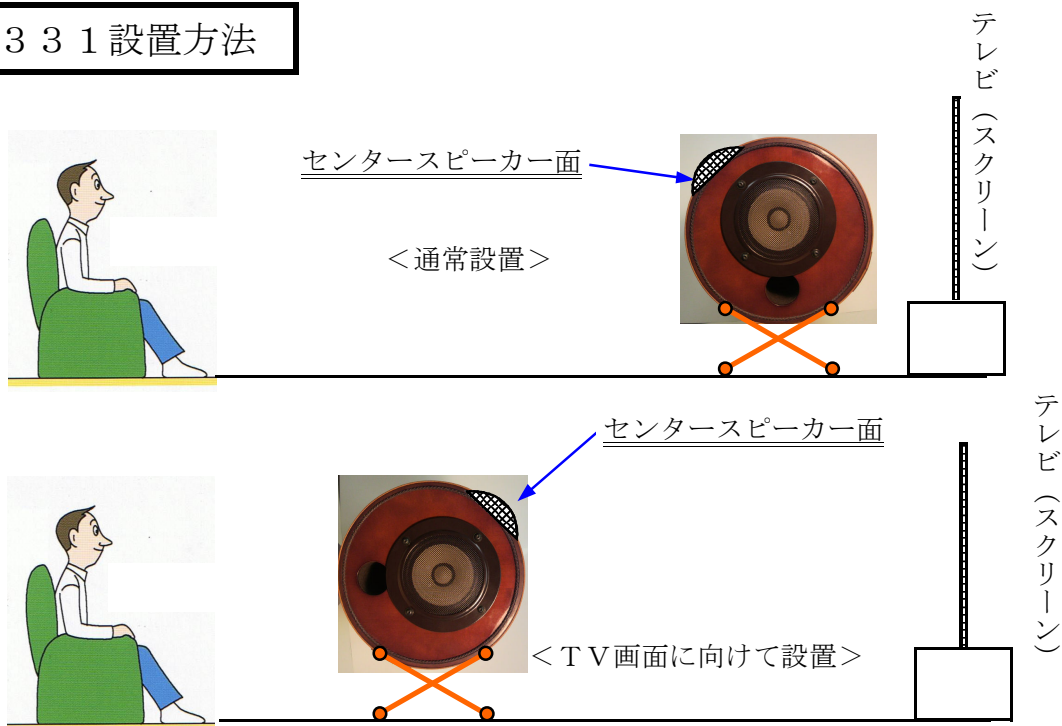 ３３１設置方法
テレビ（スクリーン）
センタースピーカー面
＜通常設置＞
センタースピーカー面
テレビ（スクリーン）
＜ＴＶ画面に向けて設置＞